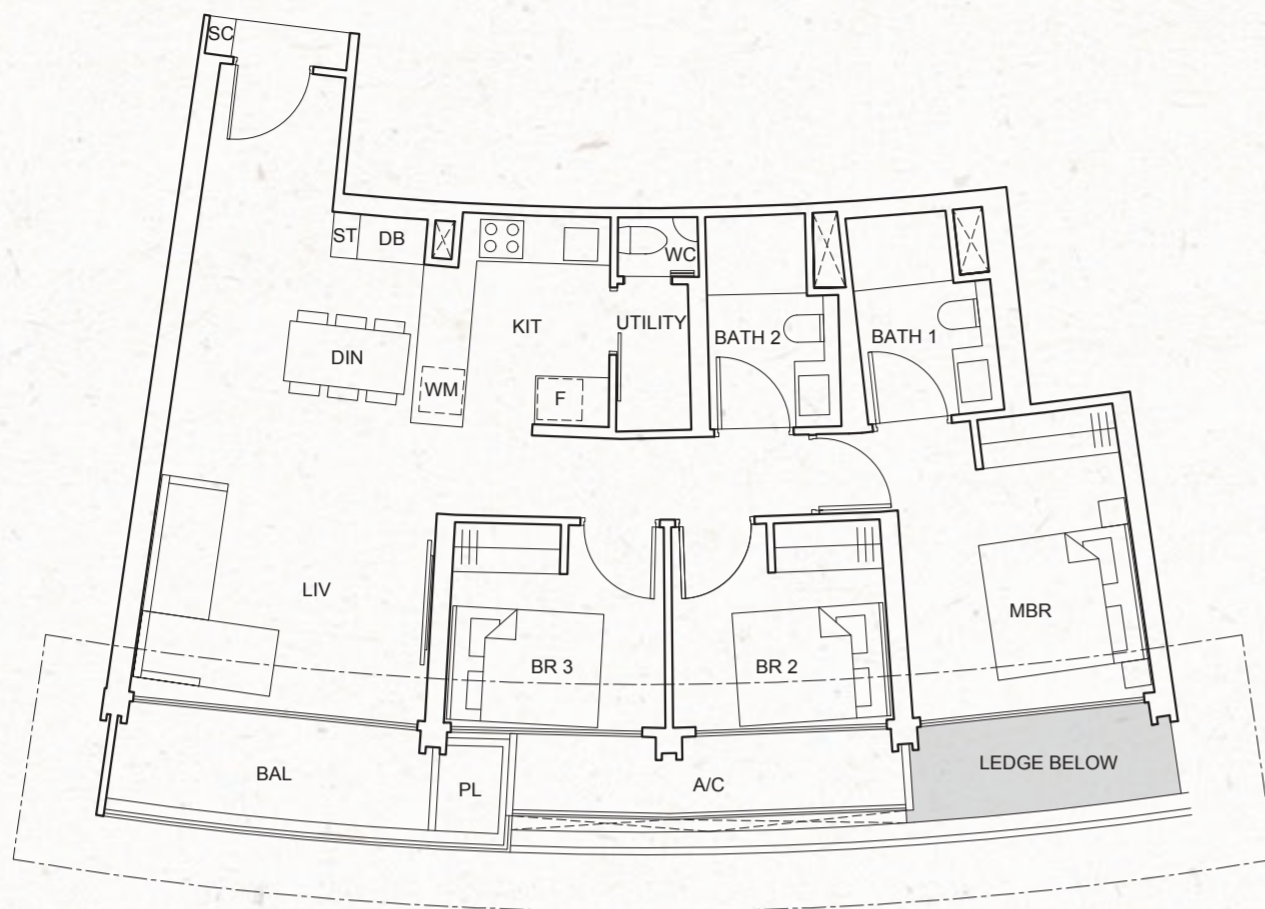 SC
ST
DB
WC
KIT
UTILITY
BATH 2
BATH 1
DIN
WM
F
LIV
BR 3
BR 2
MBR
BAL
PL
A/C
LEDGE BELOW